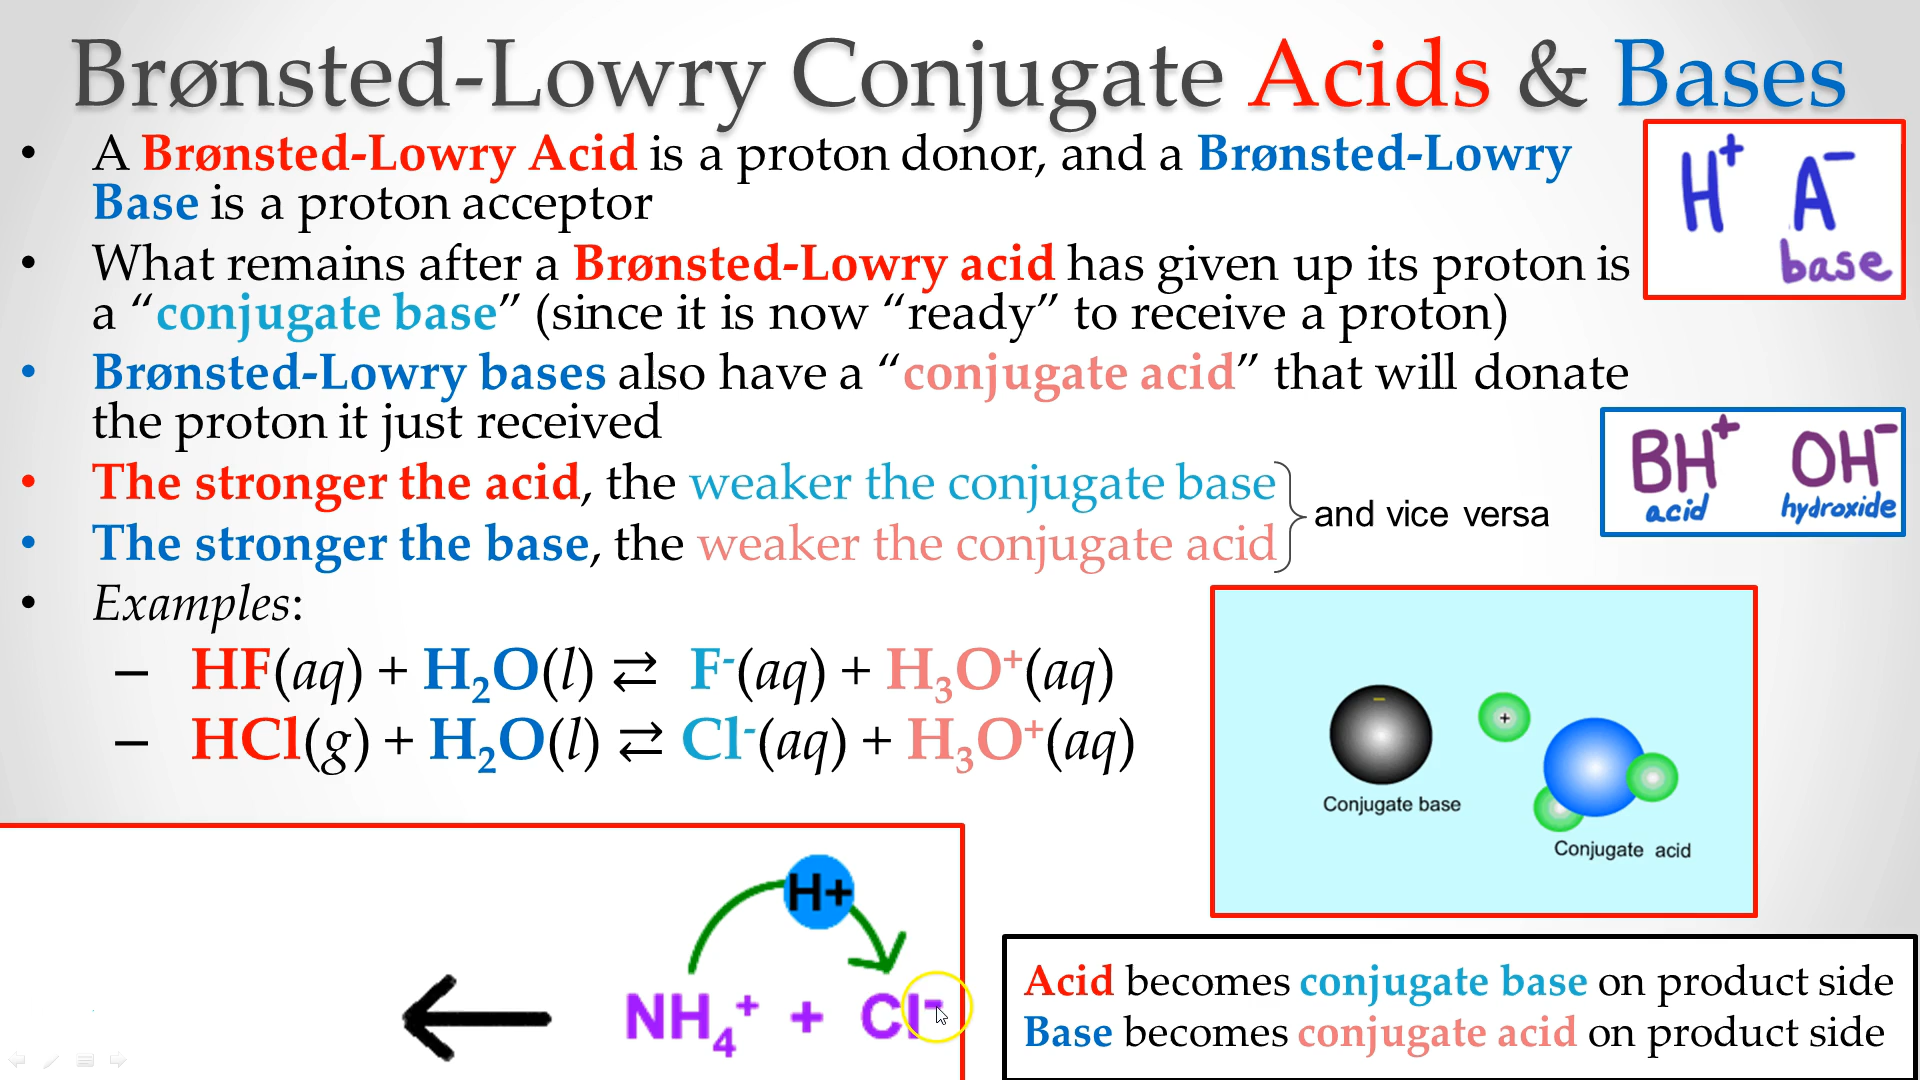 Brønsted-Lowry Conjugate Acids & Bases
• A Brønsted-Lowry Acid is a proton donor, and a Brønsted-Lowry
Base is a proton acceptor
• What remains after a Brønsted-Lowry acid has given up its proton is
a “conjugate base” (since it is now “ready” to receive a proton)
• Brønsted-Lowry bases also have a “conjugate acid” that will donate
the proton it just received
• The stronger the acid, the weaker the conjugate base
• The stronger the base, the weaker the conjugate acid
and vice versa
• Examples:
– HF(aq) + H₂O(l) ⇄ F⁻(aq) + H₃O⁺(aq)
– HCl(g) + H₂O(l) ⇄ Cl⁻(aq) + H₃O⁺(aq)
H⁺ A⁻
base
BH⁺ OH⁻
acid hydroxide
−
+
Conjugate base
Conjugate acid
H+
← NH₄⁺ + Cl⁻
Acid becomes conjugate base on product side
Base becomes conjugate acid on product side